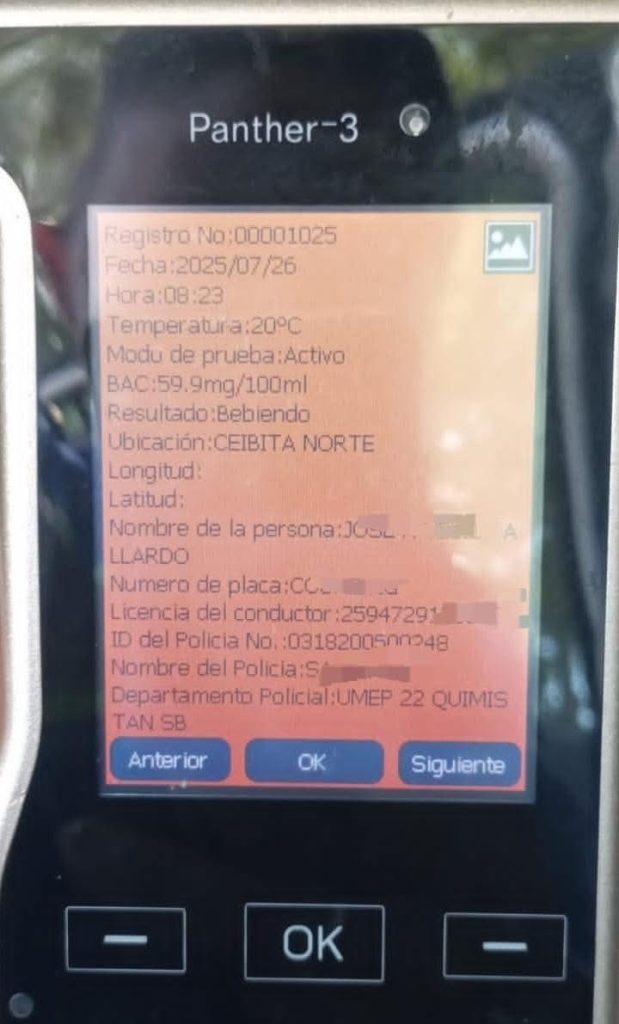 Panther-3
Registro No:00001025
Fecha:2025/07/26
Hora:08:23
Temperatura:20ºC
Modu de prueba:Activo
BAC:59.9mg/100ml
Resultado:Bebiendo
Ubicación:CEIBITA NORTE
Longitud:
Latitud:
Nombre de la persona:
LLARDO
Numero de placa:
Licencia del conductor:25947291
ID del Policia No.:0318200500248
Nombre del Policia:
Departamento Policial:UMEP 22 QUIMIS
TAN SB
Anterior OK Siguiente
OK